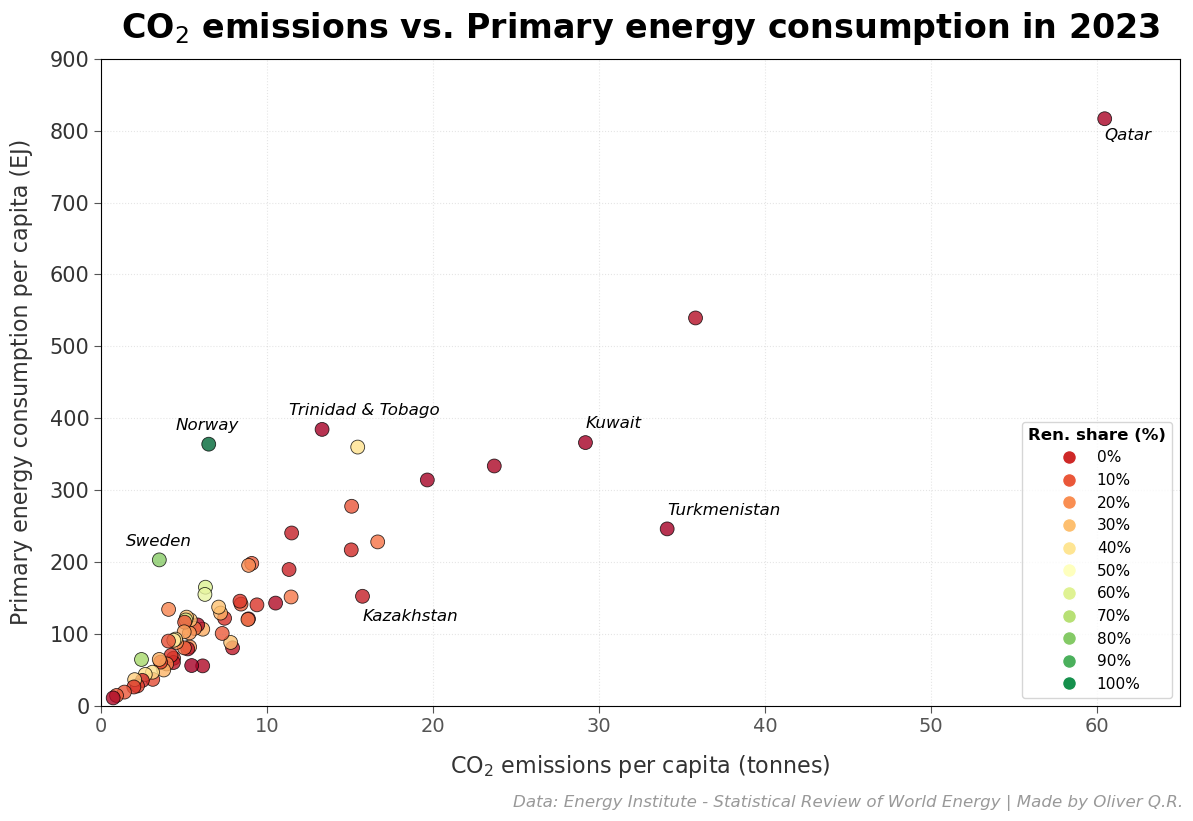 CO₂ emissions vs. Primary energy consumption in 2023
Primary energy consumption per capita (EJ)
900
800
700
600
500
400
300
200
100
0
Qatar
Trinidad & Tobago
Norway
Kuwait
Turkmenistan
Sweden
Kazakhstan
Ren. share (%)
0%
10%
20%
30%
40%
50%
60%
70%
80%
90%
100%
0 10 20 30 40 50 60
CO₂ emissions per capita (tonnes)
Data: Energy Institute - Statistical Review of World Energy | Made by Oliver Q.R.